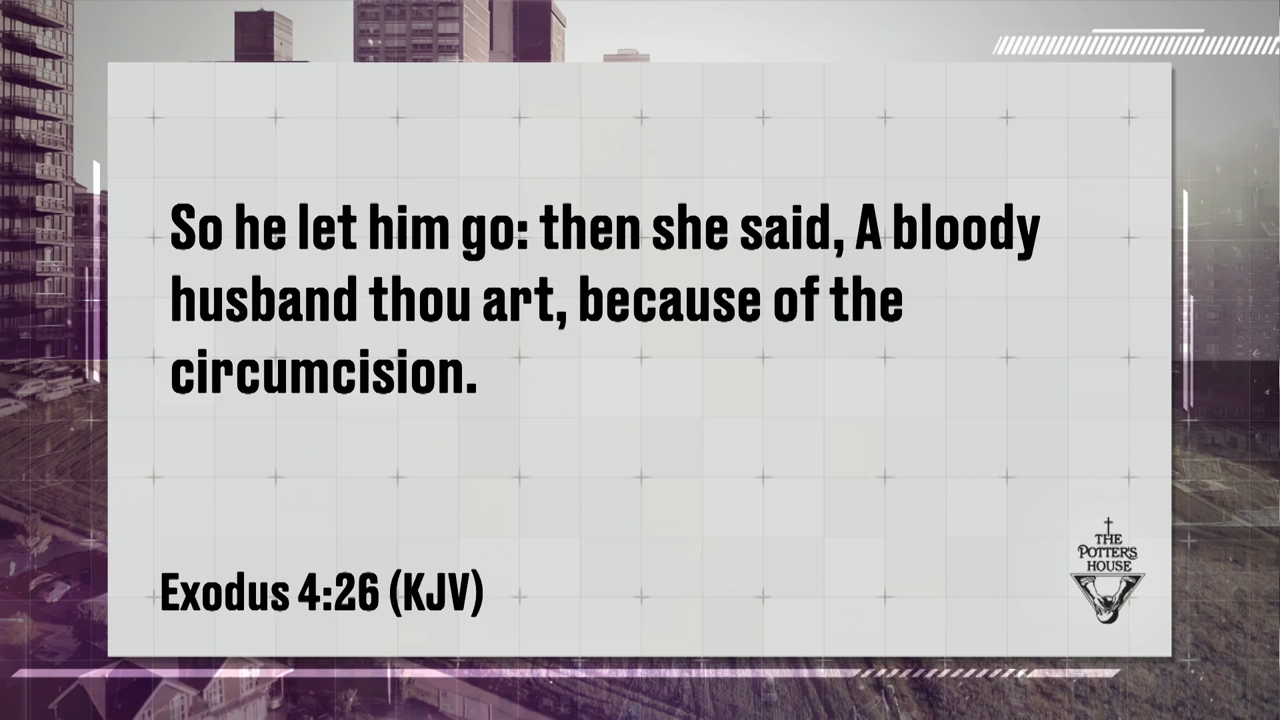 So he let him go: then she said, A bloody
husband thou art, because of the
circumcision.
Exodus 4:26 (KJV)
THE
POTTER'S
HOUSE